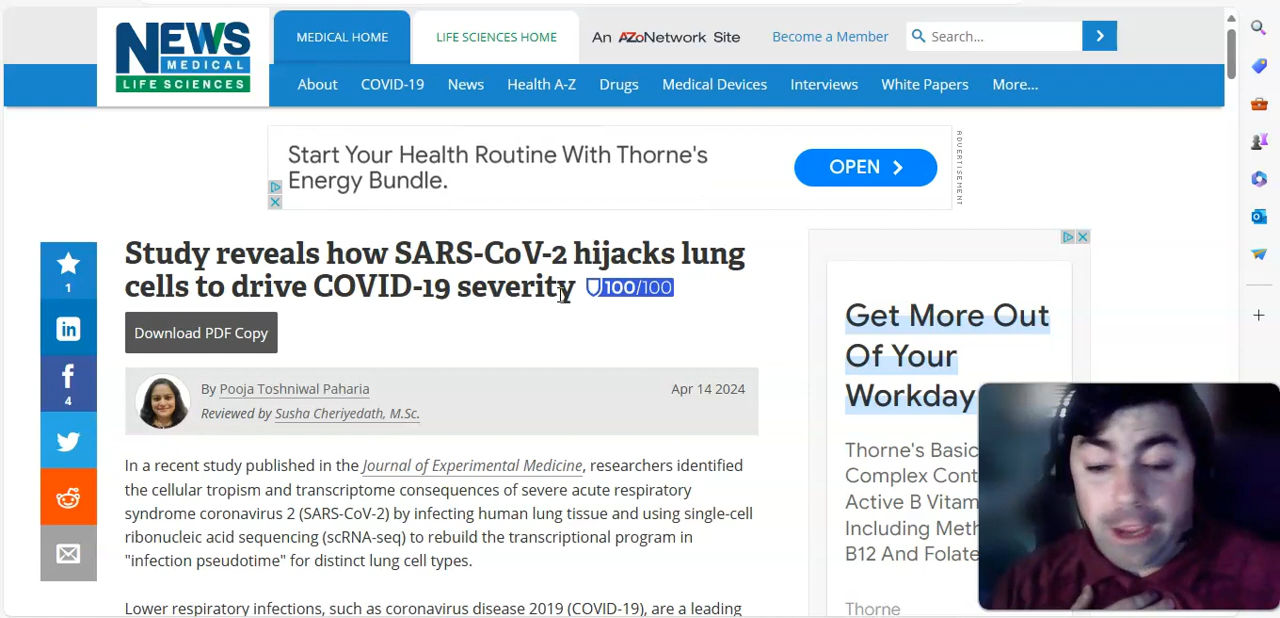 NEWS
MEDICAL
LIFE SCIENCES
MEDICAL HOME
LIFE SCIENCES HOME
An AZoNetwork Site
Become a Member
Search...
About
COVID-19
News
Health A-Z
Drugs
Medical Devices
Interviews
White Papers
More...
Start Your Health Routine With Thorne's
Energy Bundle.
OPEN
ADVERTISEMENT
Study reveals how SARS-CoV-2 hijacks lung
cells to drive COVID-19 severity 100/100
1
4
Download PDF Copy
By Pooja Toshniwal Paharia
Apr 14 2024
Reviewed by Susha Cheriyedath, M.Sc.
In a recent study published in the Journal of Experimental Medicine, researchers identified
the cellular tropism and transcriptome consequences of severe acute respiratory
syndrome coronavirus 2 (SARS-CoV-2) by infecting human lung tissue and using single-cell
ribonucleic acid sequencing (scRNA-seq) to rebuild the transcriptional program in
"infection pseudotime" for distinct lung cell types.
Lower respiratory infections, such as coronavirus disease 2019 (COVID-19), are a leading
Get More Out
Of Your
Workday
Thorne's Basic
Complex Cont
Active B Vitam
Including Meth
B12 And Folate
Thorne